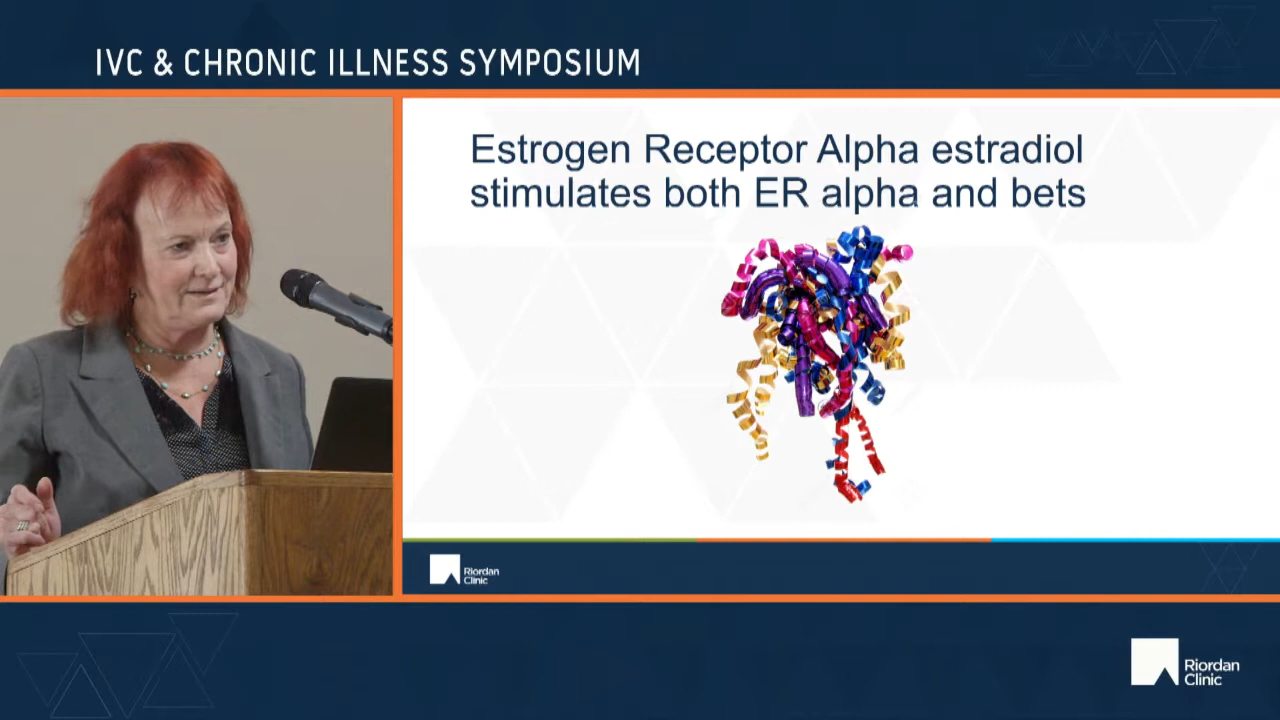 IVC & CHRONIC ILLNESS SYMPOSIUM
Estrogen Receptor Alpha estradiol
stimulates both ER alpha and bets
Riordan
Clinic
Riordan
Clinic